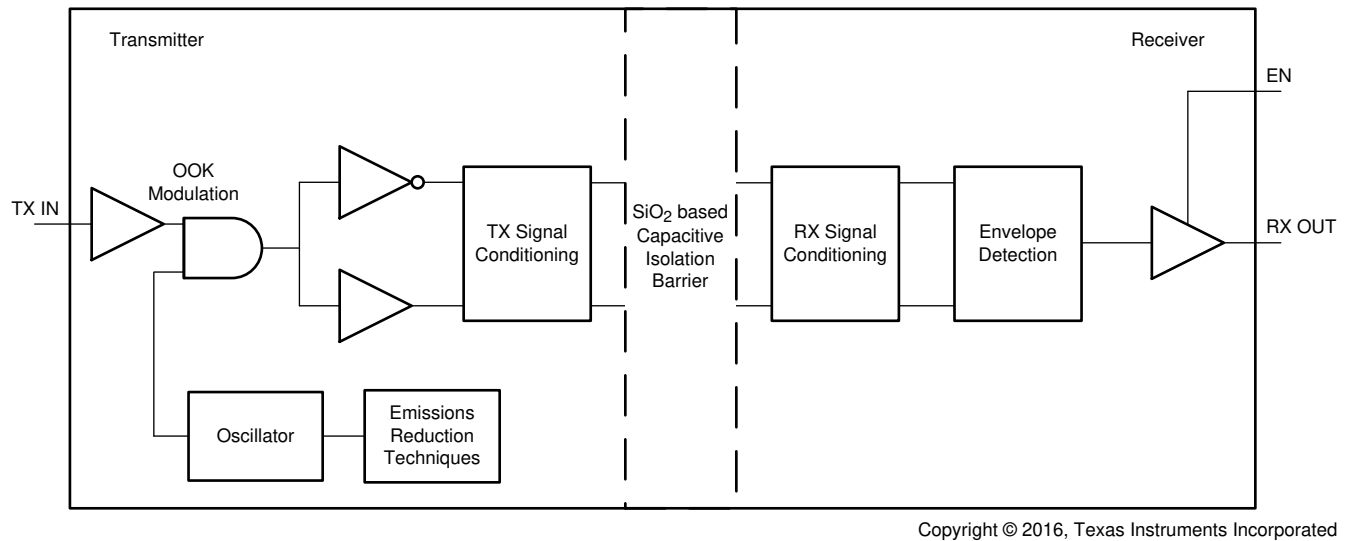 Transmitter
Receiver
EN
OOK
Modulation
TX IN
TX Signal
Conditioning
SiO2 based
Capacitive
Isolation
Barrier
RX Signal
Conditioning
Envelope
Detection
RX OUT
Oscillator
Emissions
Reduction
Techniques
Copyright © 2016, Texas Instruments Incorporated